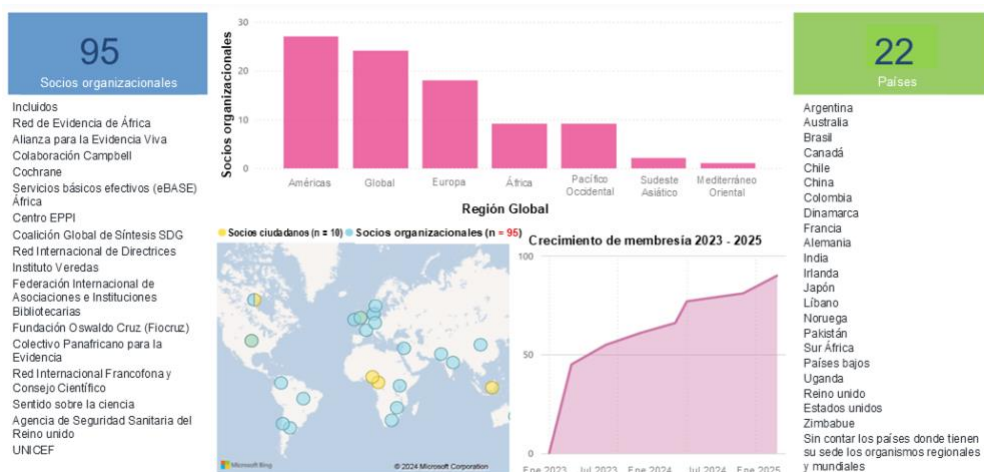 95
Socios organizacionales
Incluidos
Red de Evidencia de África
Alianza para la Evidencia Viva
Colaboración Campbell
Cochrane
Servicios básicos efectivos (eBASE)
África
Centro EPPI
Coalición Global de Síntesis SDG
Red Internacional de Directrices
Instituto Veredas
Federación Internacional de
Asociaciones e Instituciones
Bibliotecarias
Fundación Oswaldo Cruz (Fiocruz)
Colectivo Panafricano para la
Evidencia
Red Internacional Francofona y
Consejo Científico
Sentido sobre la ciencia
Agencia de Seguridad Sanitaria del
Reino unido
UNICEF
Socios organizacionales
30
20
10
0
Américas
Global
Europa
África
Pacífico
Occidental
Sudeste
Asiático
Mediterráneo
Oriental
Región Global
Socios ciudadanos (n = 10)
Socios organizacionales (n = 95)
Microsoft Bing
© 2024 Microsoft Corporation
Crecimiento de membresía 2023 - 2025
100
50
0
Ene 2023
Jul 2023
Ene 2024
Jul 2024
Ene 2025
22
Países
Argentina
Australia
Brasil
Canadá
Chile
China
Colombia
Dinamarca
Francia
Alemania
India
Irlanda
Japón
Líbano
Noruega
Pakistán
Sur África
Países bajos
Uganda
Reino unido
Estados unidos
Zimbabue
Sin contar los países donde tienen
su sede los organismos regionales
y mundiales